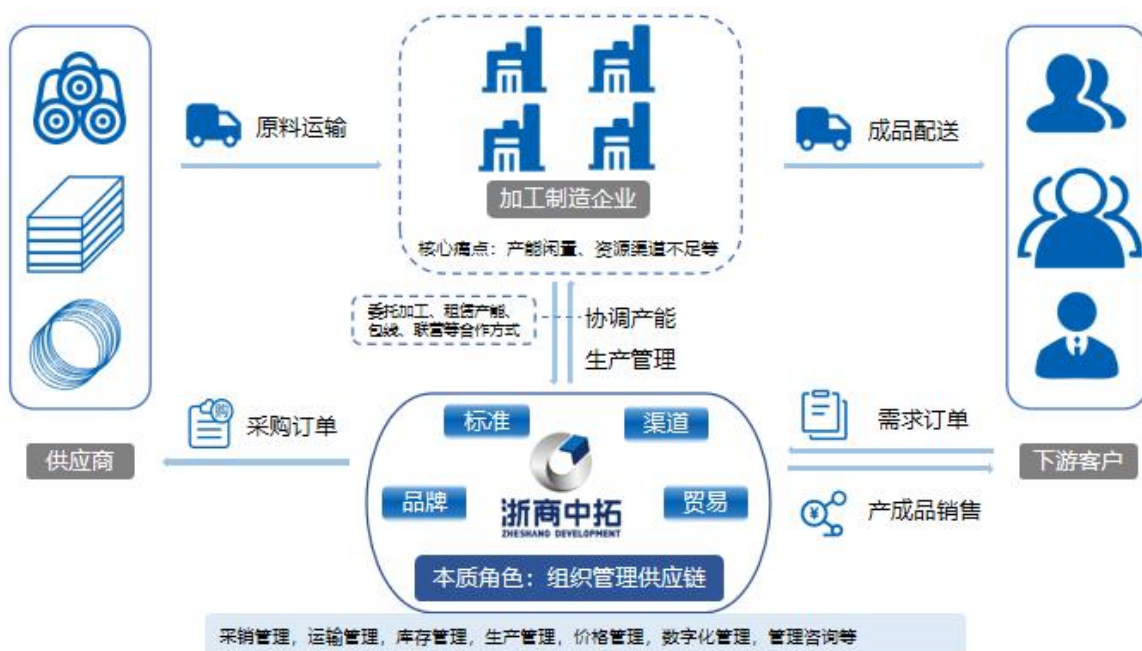 原料运输
成品配送
加工制造企业
核心痛点：产能闲置、资源渠道不足等
委托加工、租赁产能、
包线、联营等合作方式
协调产能
生产管理
购
采购订单
标准
渠道
需求订单
供应商
下游客户
品牌
浙商中拓
ZHESHANG DEVELOPMENT
贸易
¥
产成品销售
本质角色：组织管理供应链
采销管理，运输管理，库存管理，生产管理，价格管理，数字化管理，管理咨询等